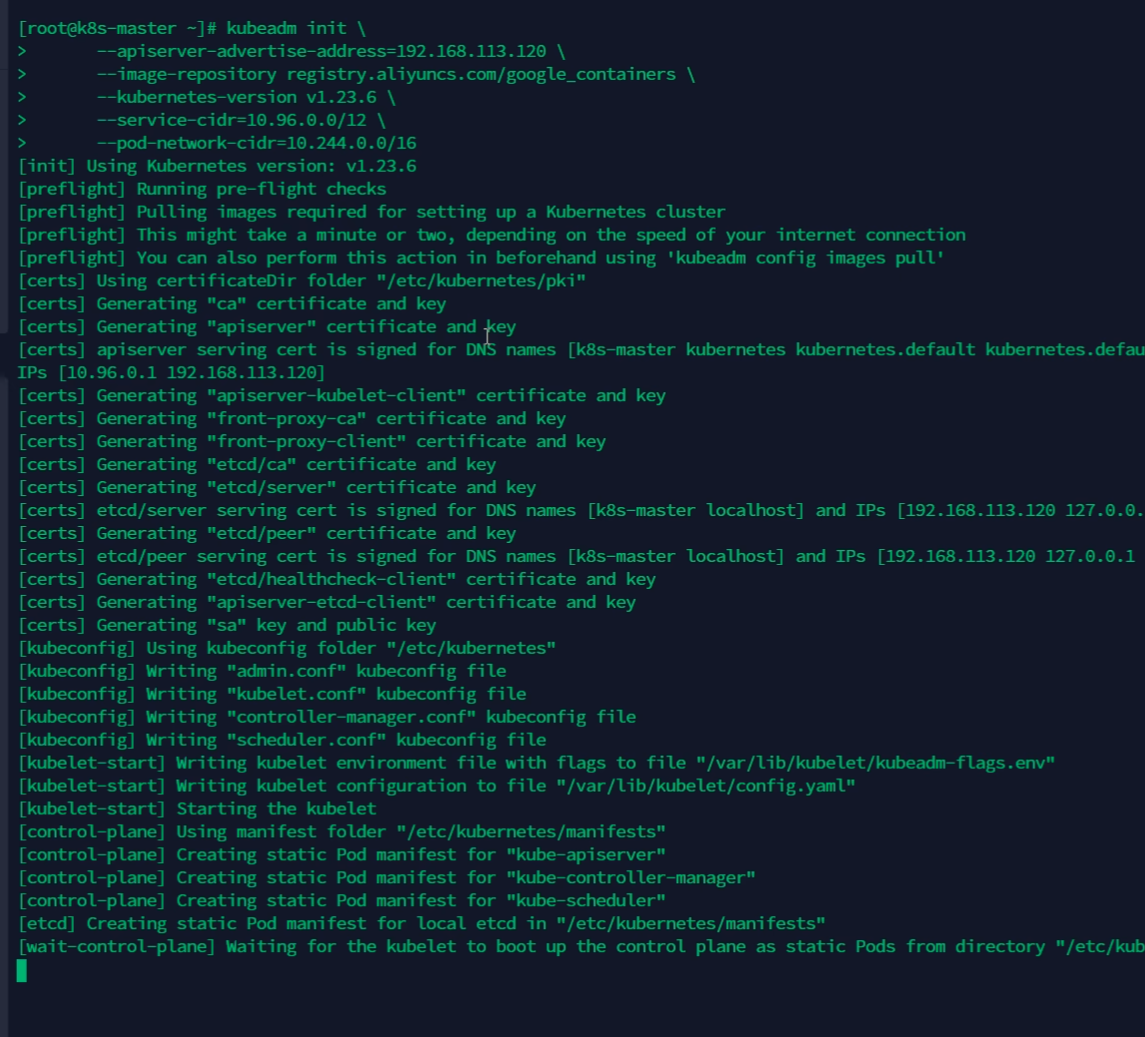 [root@k8s-master ~]# kubeadm init \
>       --apiserver-advertise-address=192.168.113.120 \
>       --image-repository registry.aliyuncs.com/google_containers \
>       --kubernetes-version v1.23.6 \
>       --service-cidr=10.96.0.0/12 \
>       --pod-network-cidr=10.244.0.0/16
[init] Using Kubernetes version: v1.23.6
[preflight] Running pre-flight checks
[preflight] Pulling images required for setting up a Kubernetes cluster
[preflight] This might take a minute or two, depending on the speed of your internet connection
[preflight] You can also perform this action in beforehand using 'kubeadm config images pull'
[certs] Using certificateDir folder "/etc/kubernetes/pki"
[certs] Generating "ca" certificate and key
[certs] Generating "apiserver" certificate and key
[certs] apiserver serving cert is signed for DNS names [k8s-master kubernetes kubernetes.default kubernetes.defau
IPs [10.96.0.1 192.168.113.120]
[certs] Generating "apiserver-kubelet-client" certificate and key
[certs] Generating "front-proxy-ca" certificate and key
[certs] Generating "front-proxy-client" certificate and key
[certs] Generating "etcd/ca" certificate and key
[certs] Generating "etcd/server" certificate and key
[certs] etcd/server serving cert is signed for DNS names [k8s-master localhost] and IPs [192.168.113.120 127.0.0.
[certs] Generating "etcd/peer" certificate and key
[certs] etcd/peer serving cert is signed for DNS names [k8s-master localhost] and IPs [192.168.113.120 127.0.0.1
[certs] Generating "etcd/healthcheck-client" certificate and key
[certs] Generating "apiserver-etcd-client" certificate and key
[certs] Generating "sa" key and public key
[kubeconfig] Using kubeconfig folder "/etc/kubernetes"
[kubeconfig] Writing "admin.conf" kubeconfig file
[kubeconfig] Writing "kubelet.conf" kubeconfig file
[kubeconfig] Writing "controller-manager.conf" kubeconfig file
[kubeconfig] Writing "scheduler.conf" kubeconfig file
[kubelet-start] Writing kubelet environment file with flags to file "/var/lib/kubelet/kubeadm-flags.env"
[kubelet-start] Writing kubelet configuration to file "/var/lib/kubelet/config.yaml"
[kubelet-start] Starting the kubelet
[control-plane] Using manifest folder "/etc/kubernetes/manifests"
[control-plane] Creating static Pod manifest for "kube-apiserver"
[control-plane] Creating static Pod manifest for "kube-controller-manager"
[control-plane] Creating static Pod manifest for "kube-scheduler"
[etcd] Creating static Pod manifest for local etcd in "/etc/kubernetes/manifests"
[wait-control-plane] Waiting for the kubelet to boot up the control plane as static Pods from directory "/etc/kub